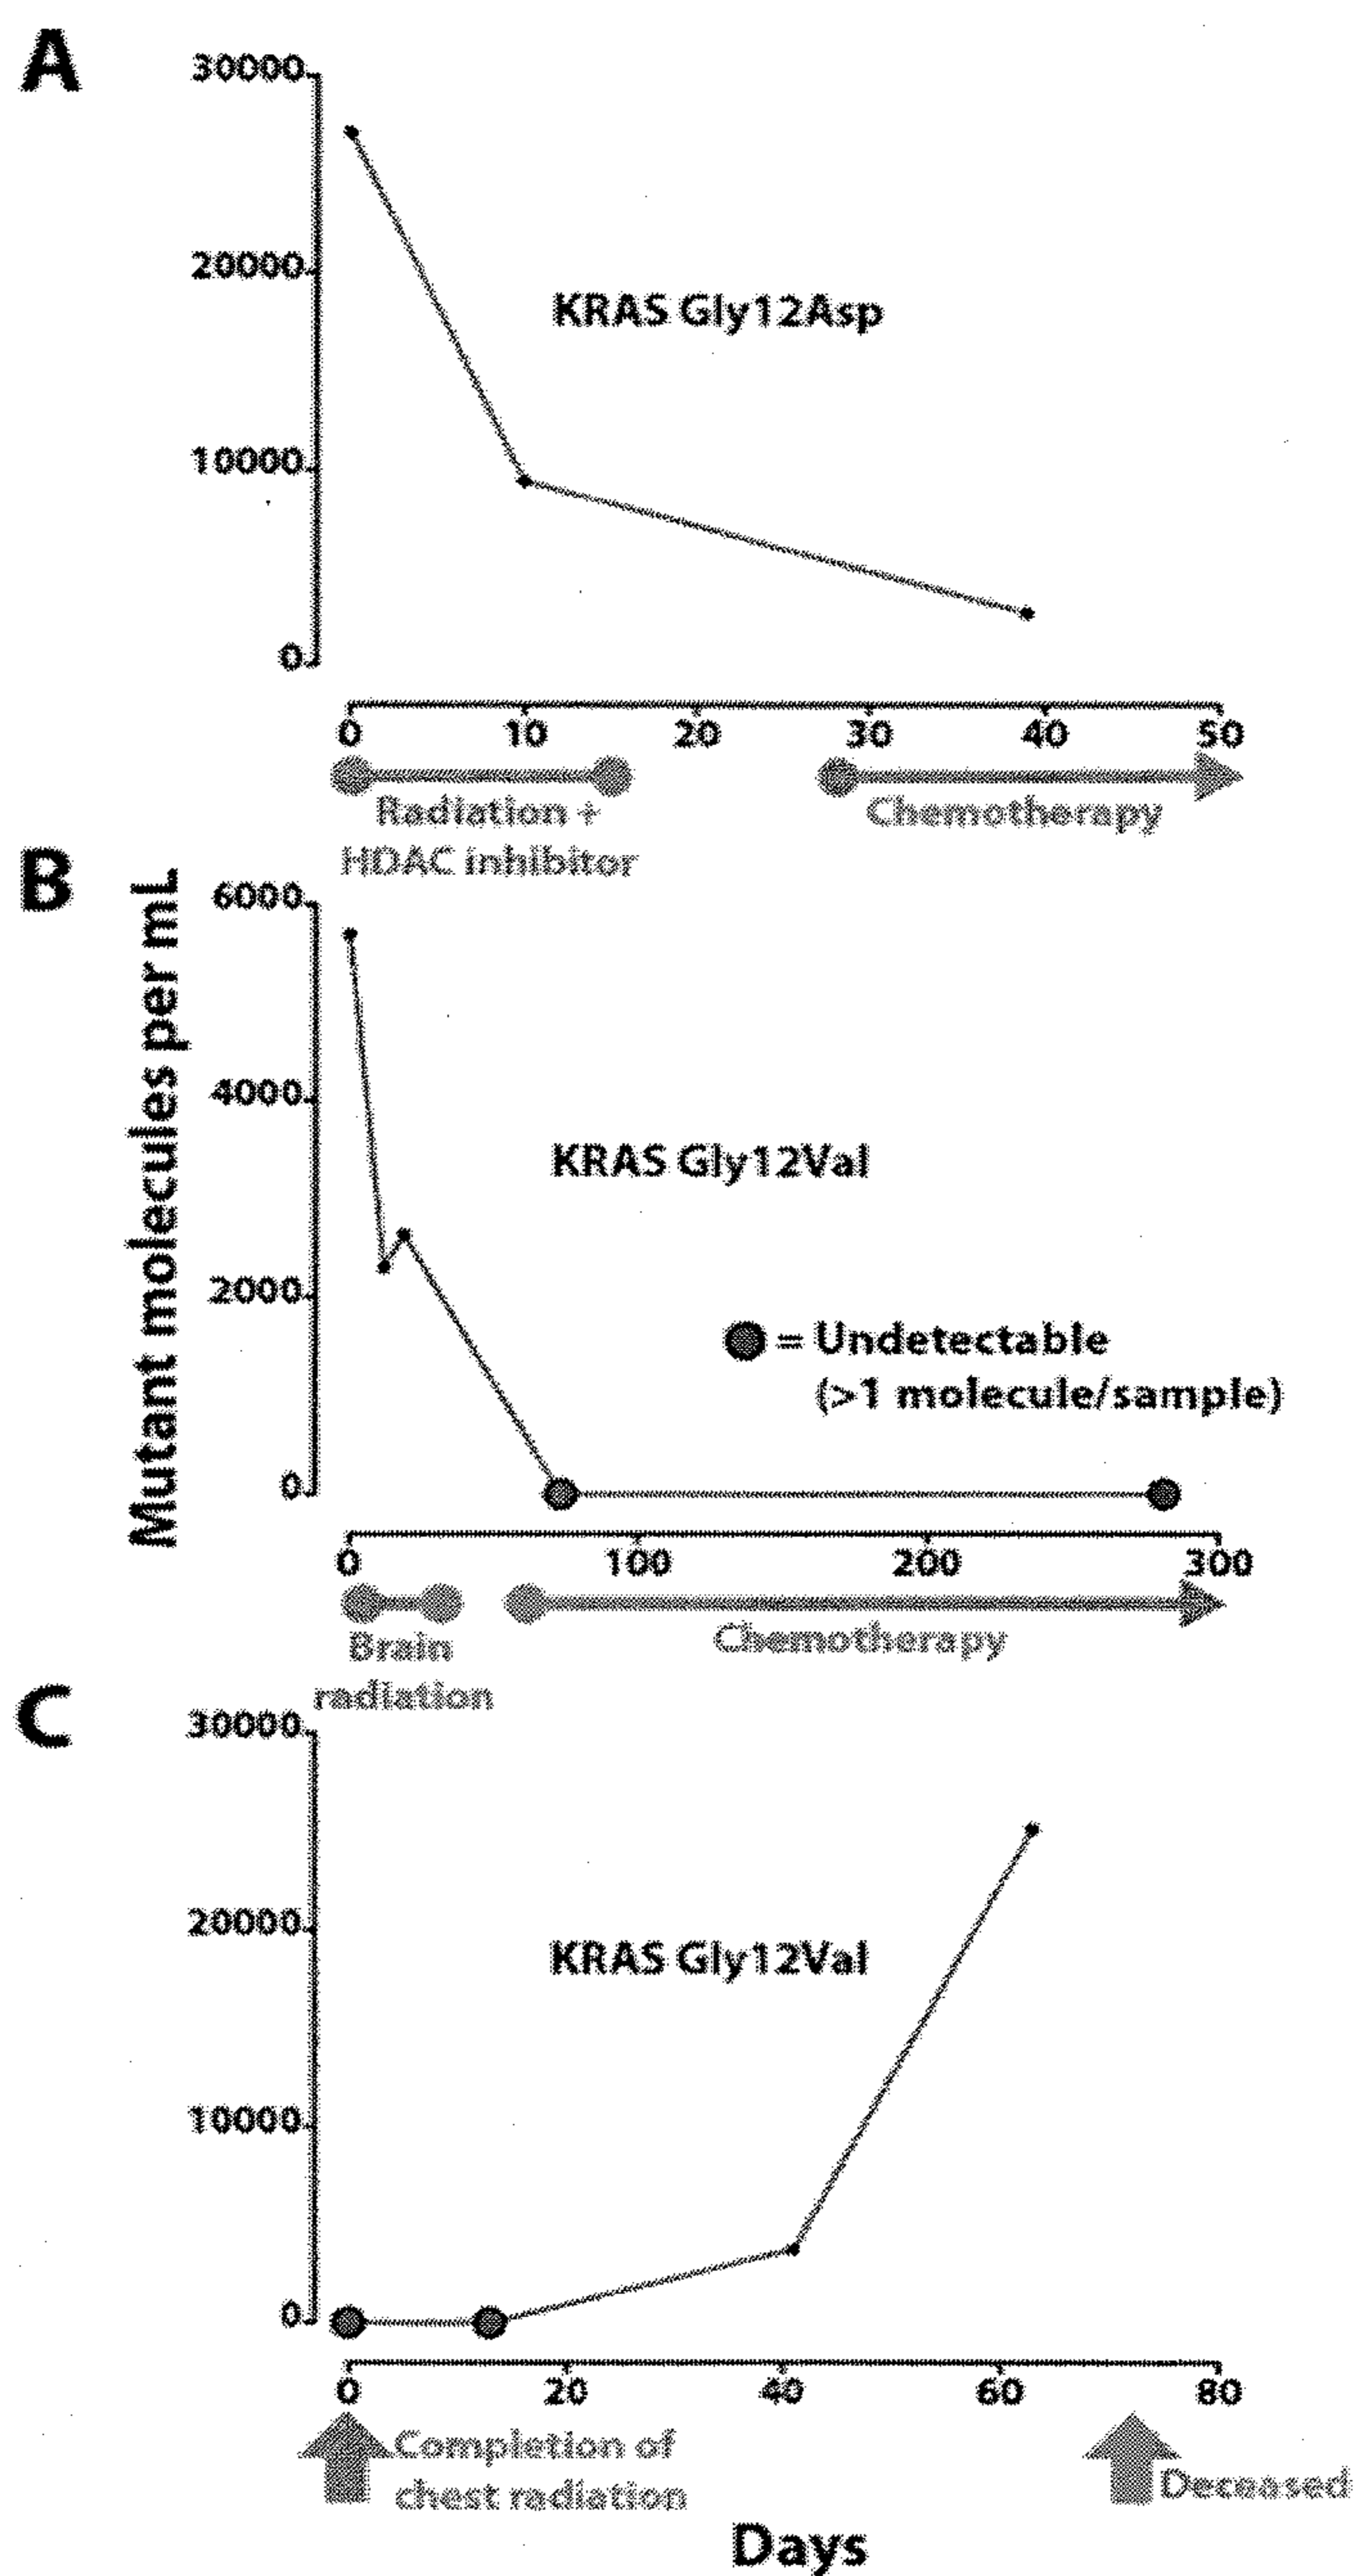 A
30000
20000
10000
0
KRAS Gly12Asp
0 10 20 30 40 50
Radiation +
HDAC inhibitor
Chemotherapy
B
Mutant molecules per mL
6000
4000
2000
0
KRAS Gly12Val
= Undetectable
(>1 molecule/sample)
0 100 200 300
Brain
radiation
Chemotherapy
C
30000
20000
10000
0
KRAS Gly12Val
0 20 40 60 80
Completion of
chest radiation
Deceased
Days